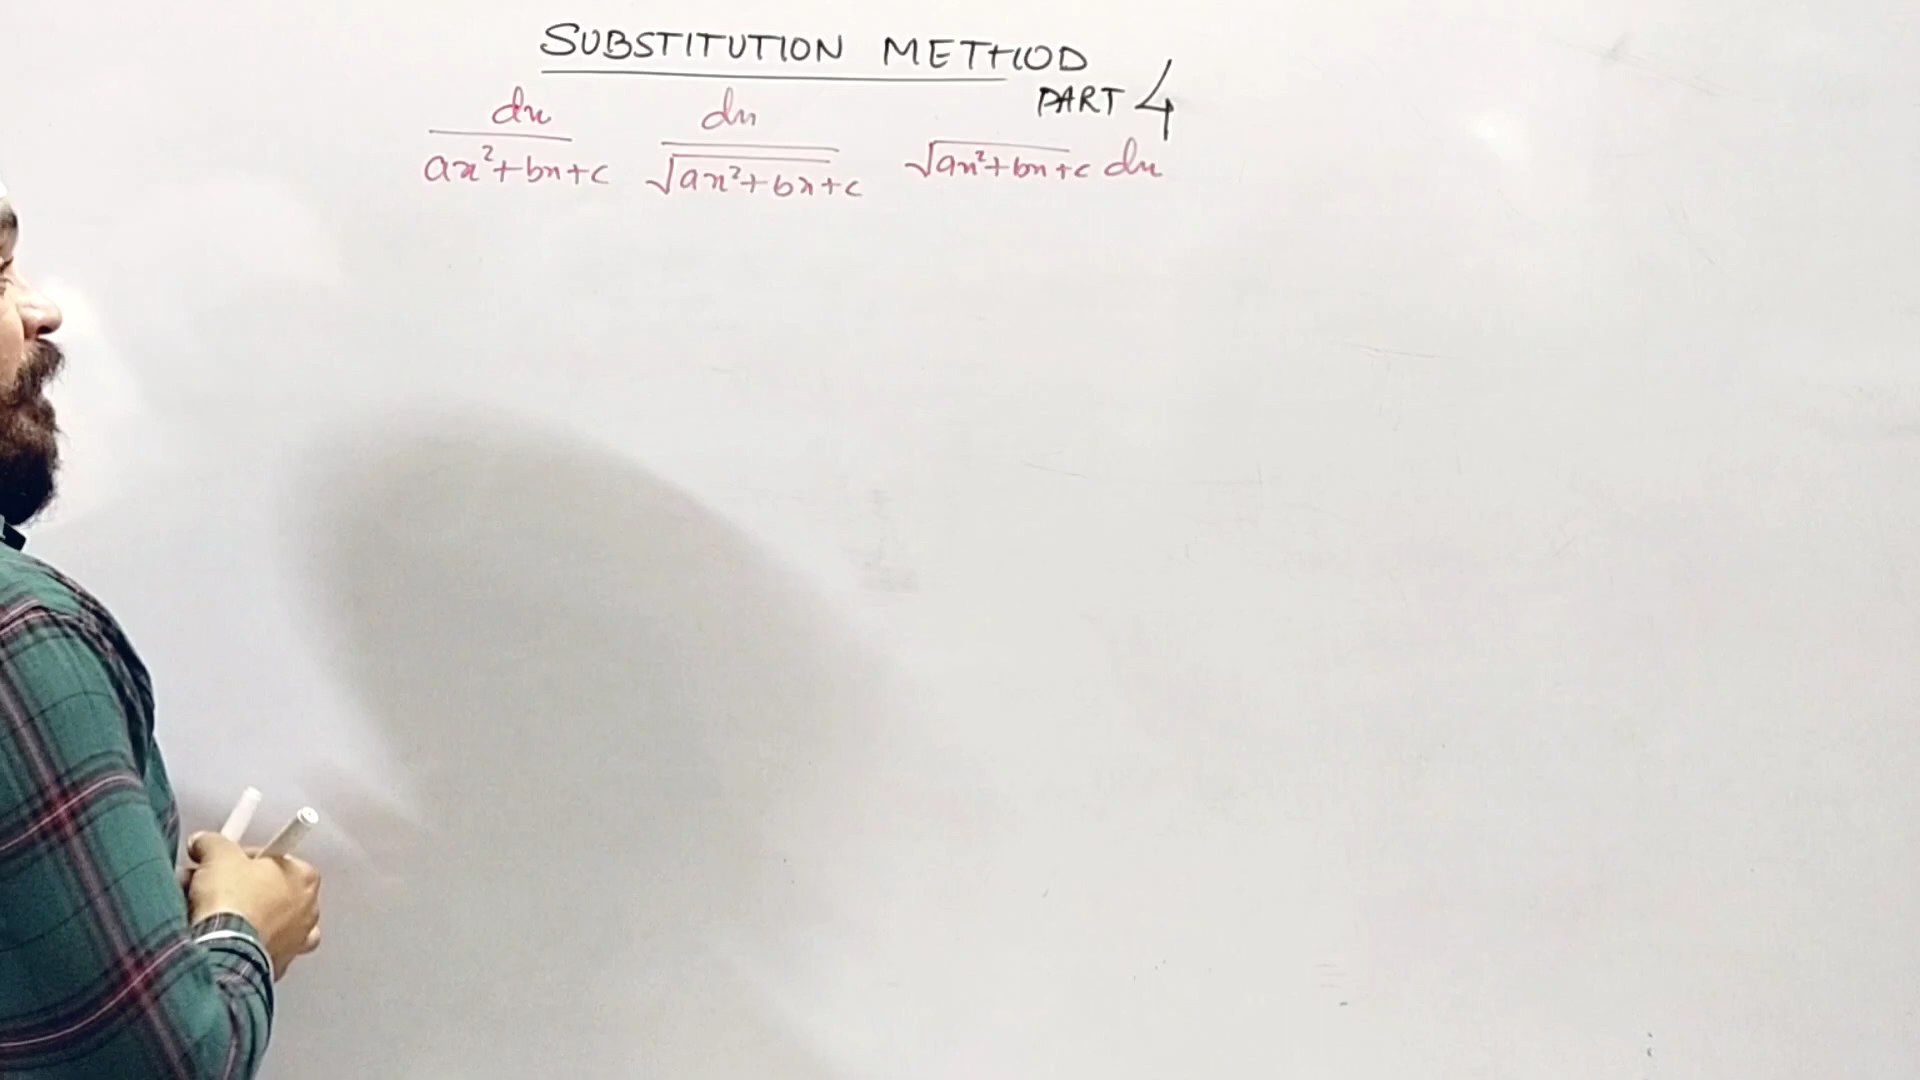 SUBSTITUTION METHOD
PART 4
dx/(ax²+bx+c) dx/√(ax²+bx+c) √(ax²+bx+c) dx